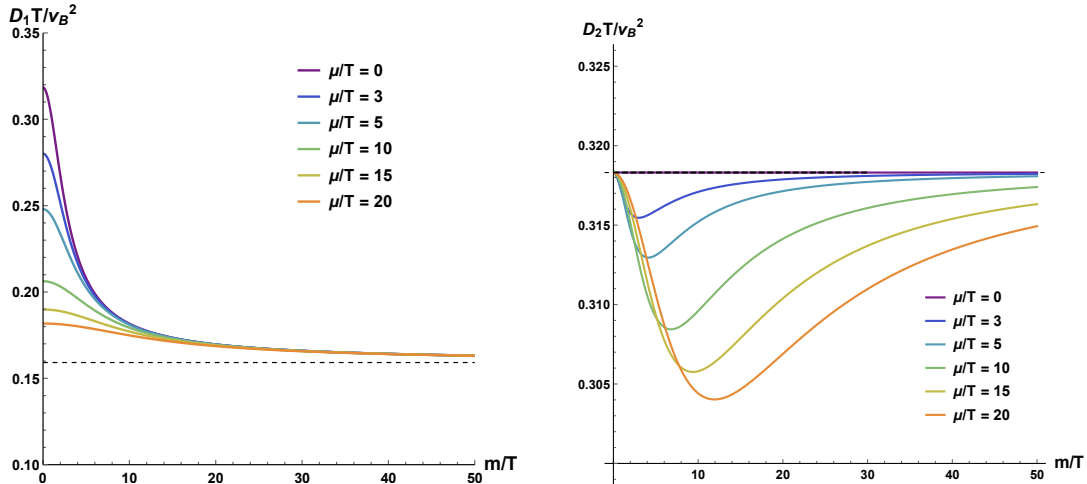 D₁T/v_B²
0.35
0.30
0.25
0.20
0.15
0.10
0
10
20
30
40
50
m/T
μ/T = 0
μ/T = 3
μ/T = 5
μ/T = 10
μ/T = 15
μ/T = 20
D₂T/v_B²
0.325
0.320
0.315
0.310
0.305
10
20
30
40
50
m/T
μ/T = 0
μ/T = 3
μ/T = 5
μ/T = 10
μ/T = 15
μ/T = 20